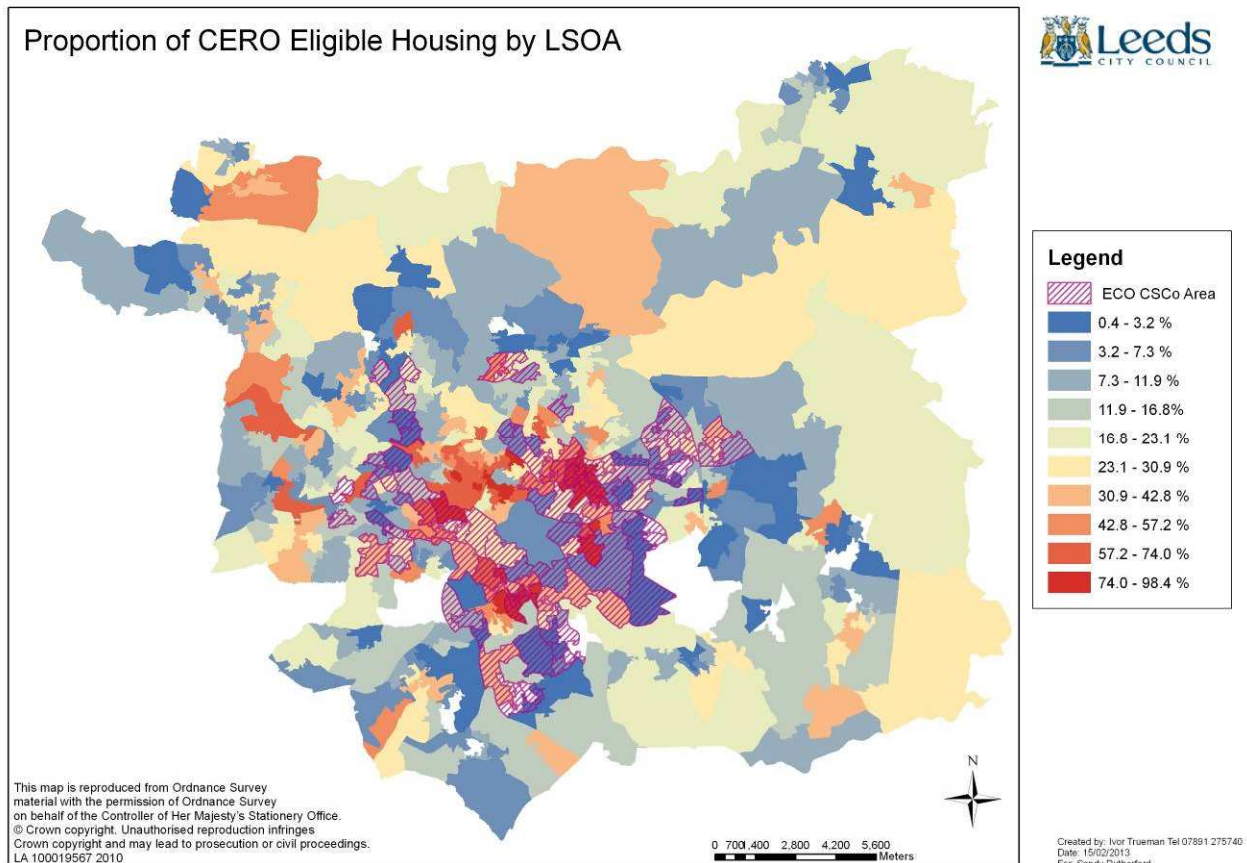 Proportion of CERO Eligible Housing by LSOA
Leeds
CITY COUNCIL
Legend
ECO CSCo Area
0.4 - 3.2 %
3.2 - 7.3 %
7.3 - 11.9 %
11.9 - 16.8%
16.8 - 23.1 %
23.1 - 30.9 %
30.9 - 42.8 %
42.8 - 57.2 %
57.2 - 74.0 %
74.0 - 98.4 %
This map is reproduced from Ordnance Survey
material with the permission of Ordnance Survey
on behalf of the Controller of Her Majesty's Stationery Office.
© Crown copyright. Unauthorised reproduction infringes
Crown copyright and may lead to prosecution or civil proceedings.
LA 100019567 2010
N
0 700 1,400 2,800 4,200 5,600
Meters
Created by: Ivor Trueman Tel 07891 275740
Date: 15/02/2013
For: Sandy Rutherford